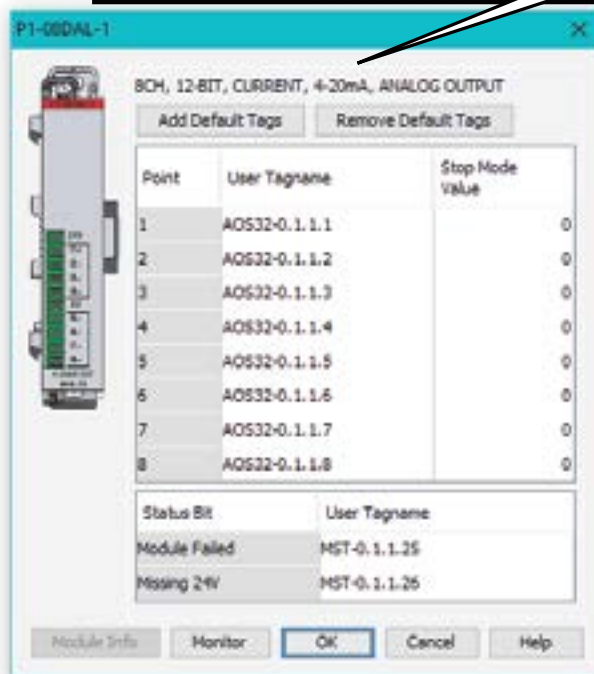 P1-08DAL-1
8CH, 12-BIT, CURRENT, 4-20mA, ANALOG OUTPUT
Add Default Tags Remove Default Tags
Point User Tagname Stop Mode Value
1 AOS32-0.1.1.1 0
2 AOS32-0.1.1.2 0
3 AOS32-0.1.1.3 0
4 AOS32-0.1.1.4 0
5 AOS32-0.1.1.5 0
6 AOS32-0.1.1.6 0
7 AOS32-0.1.1.7 0
8 AOS32-0.1.1.8 0
Status Bit User Tagname
Module Failed MST-0.1.1.25
Missing 24V MST-0.1.1.26
Module Info Monitor OK Cancel Help